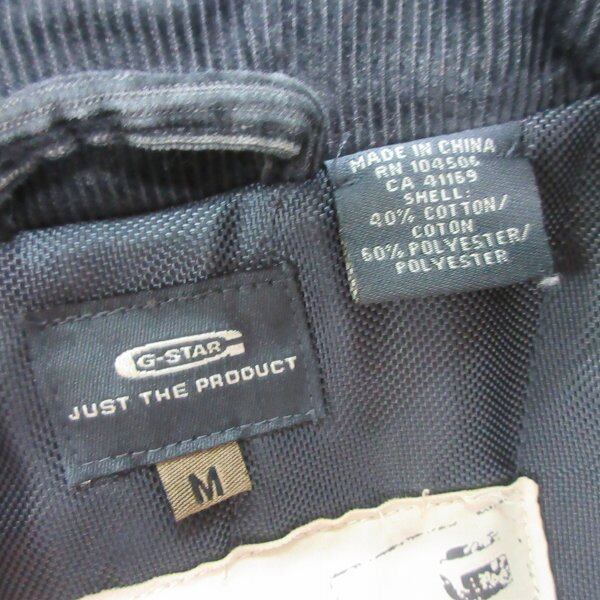 MADE IN CHINA
RN 104506
CA 41169
SHELL:
40% COTTON/
COTON
60% POLYESTER/
POLYESTER
G-STAR
JUST THE PRODUCT
M